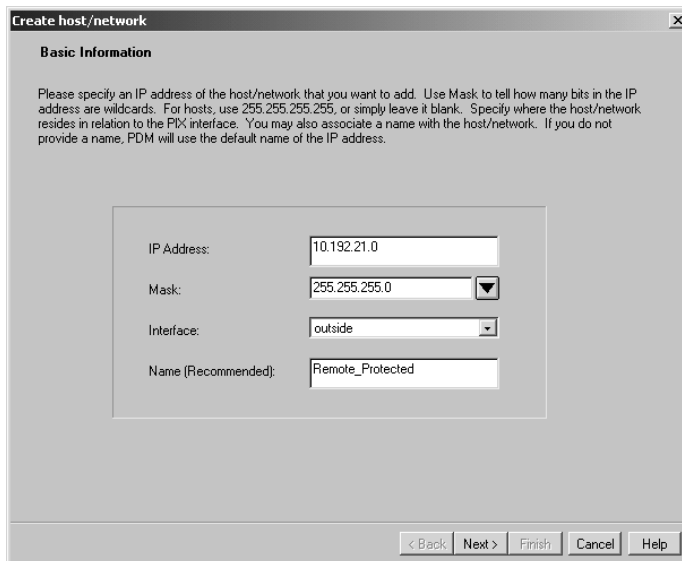 Create host/network
Basic Information
Please specify an IP address of the host/network that you want to add. Use Mask to tell how many bits in the IP
address are wildcards. For hosts, use 255.255.255.255, or simply leave it blank. Specify where the host/network
resides in relation to the PIX interface. You may also associate a name with the host/network. If you do not
provide a name, PDM will use the default name of the IP address.
IP Address: 10.192.21.0
Mask: 255.255.255.0
Interface: outside
Name (Recommended): Remote_Protected
< Back Next > Finish Cancel Help